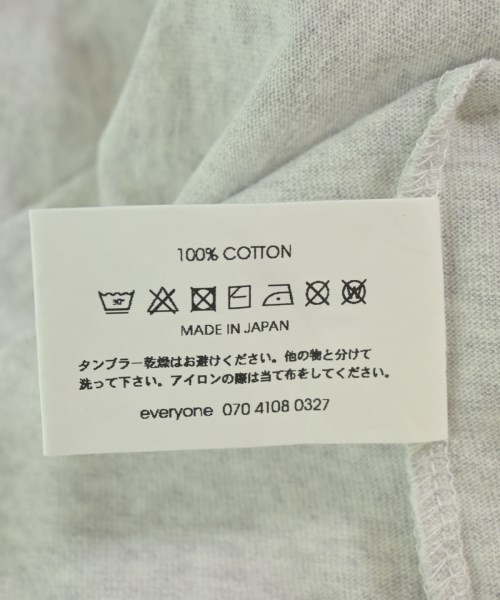 100% COTTON
30
W
MADE IN JAPAN
タンブラー乾燥はお避けください。他の物と分けて
洗って下さい。アイロンの際は当て布をしてください。
everyone 070 4108 0327